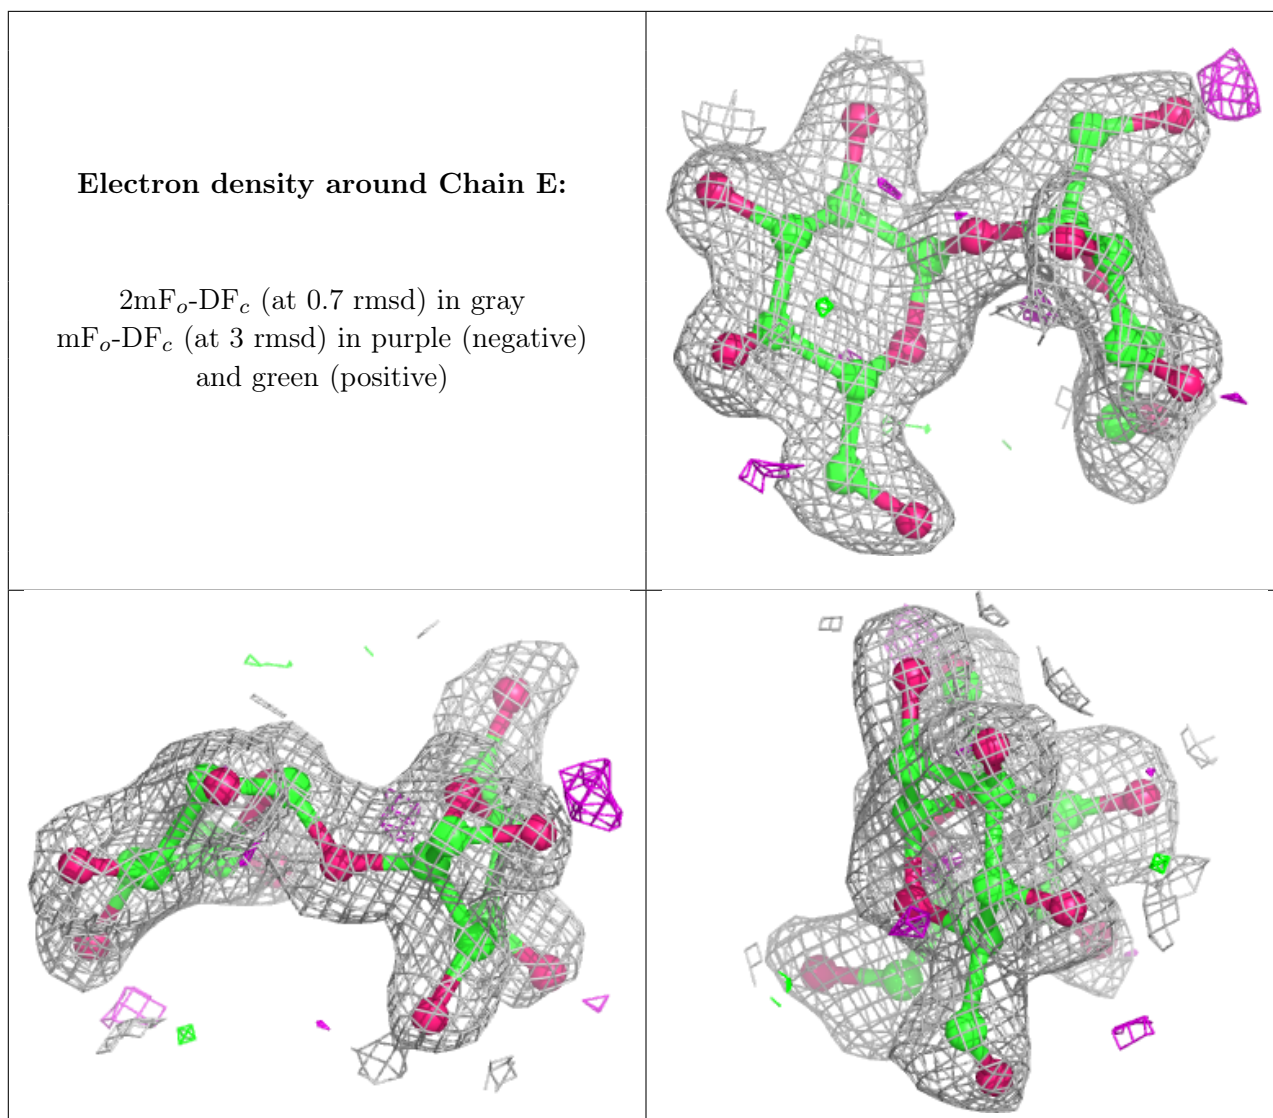 Electron density around Chain E:
2mFₒ-DF𝒸 (at 0.7 rmsd) in gray
mFₒ-DF𝒸 (at 3 rmsd) in purple (negative)
and green (positive)